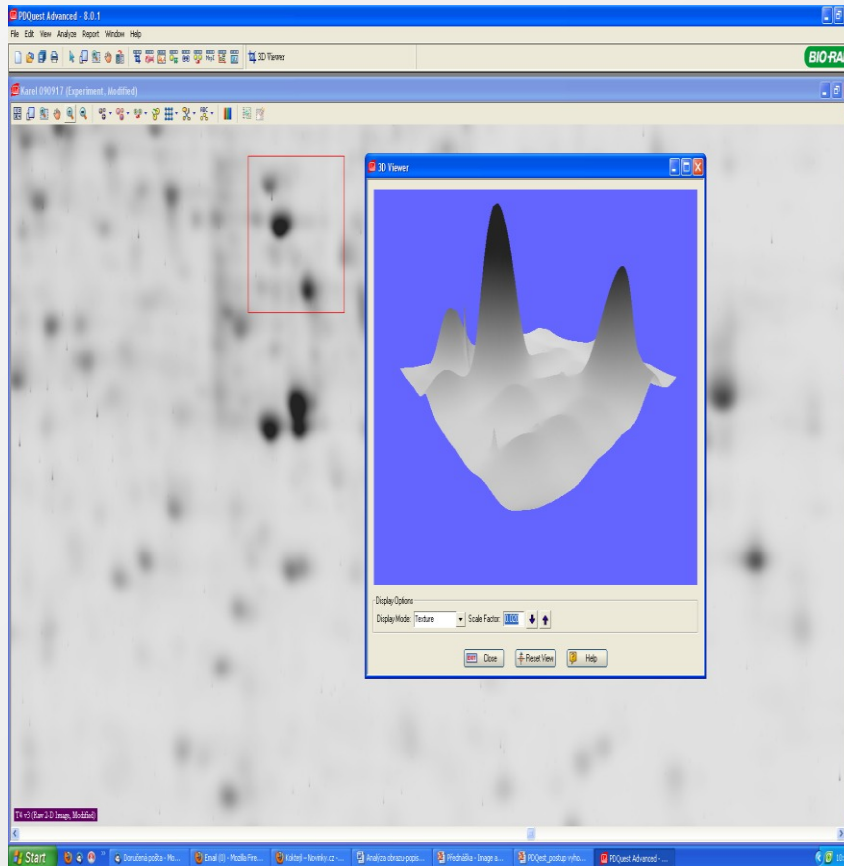 PDQuest Advanced - 8.0.1
File Edit View Analyze Report Window Help
3D Viewer
BIO-RAD
Karel 090917 (Experiment, Modified)
3D Viewer
Display Options
Display Mode: Texture Scale Factor:
EXIT Close Reset View Help
T4 v3 (Raw 2-D Image, Modified)
Start Doručená pošta - Mo... Email (0) - Mozilla Fire... Koktejl – Novinky.cz -... Analýza obrazu-popis... Přednáška - Image a... PDQest_postup vyho... PDQuest Advanced - ...